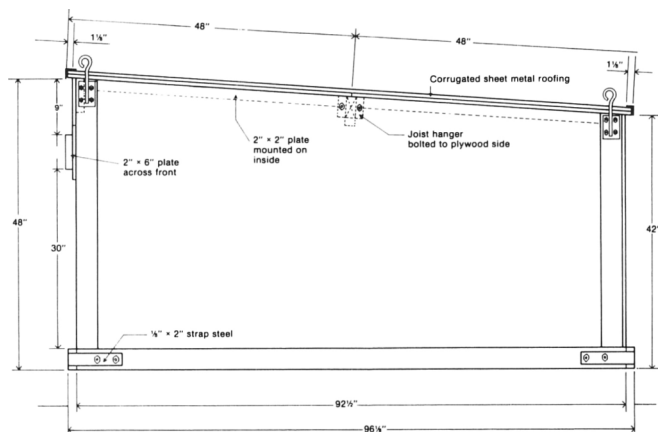 48"
48"
1⅛"
1⅛"
Corrugated sheet metal roofing
9"
2" × 2" plate
mounted on
inside
Joist hanger
bolted to plywood side
2" × 6" plate
across front
48"
30"
42"
⅛" × 2" strap steel
92½"
96⅛"